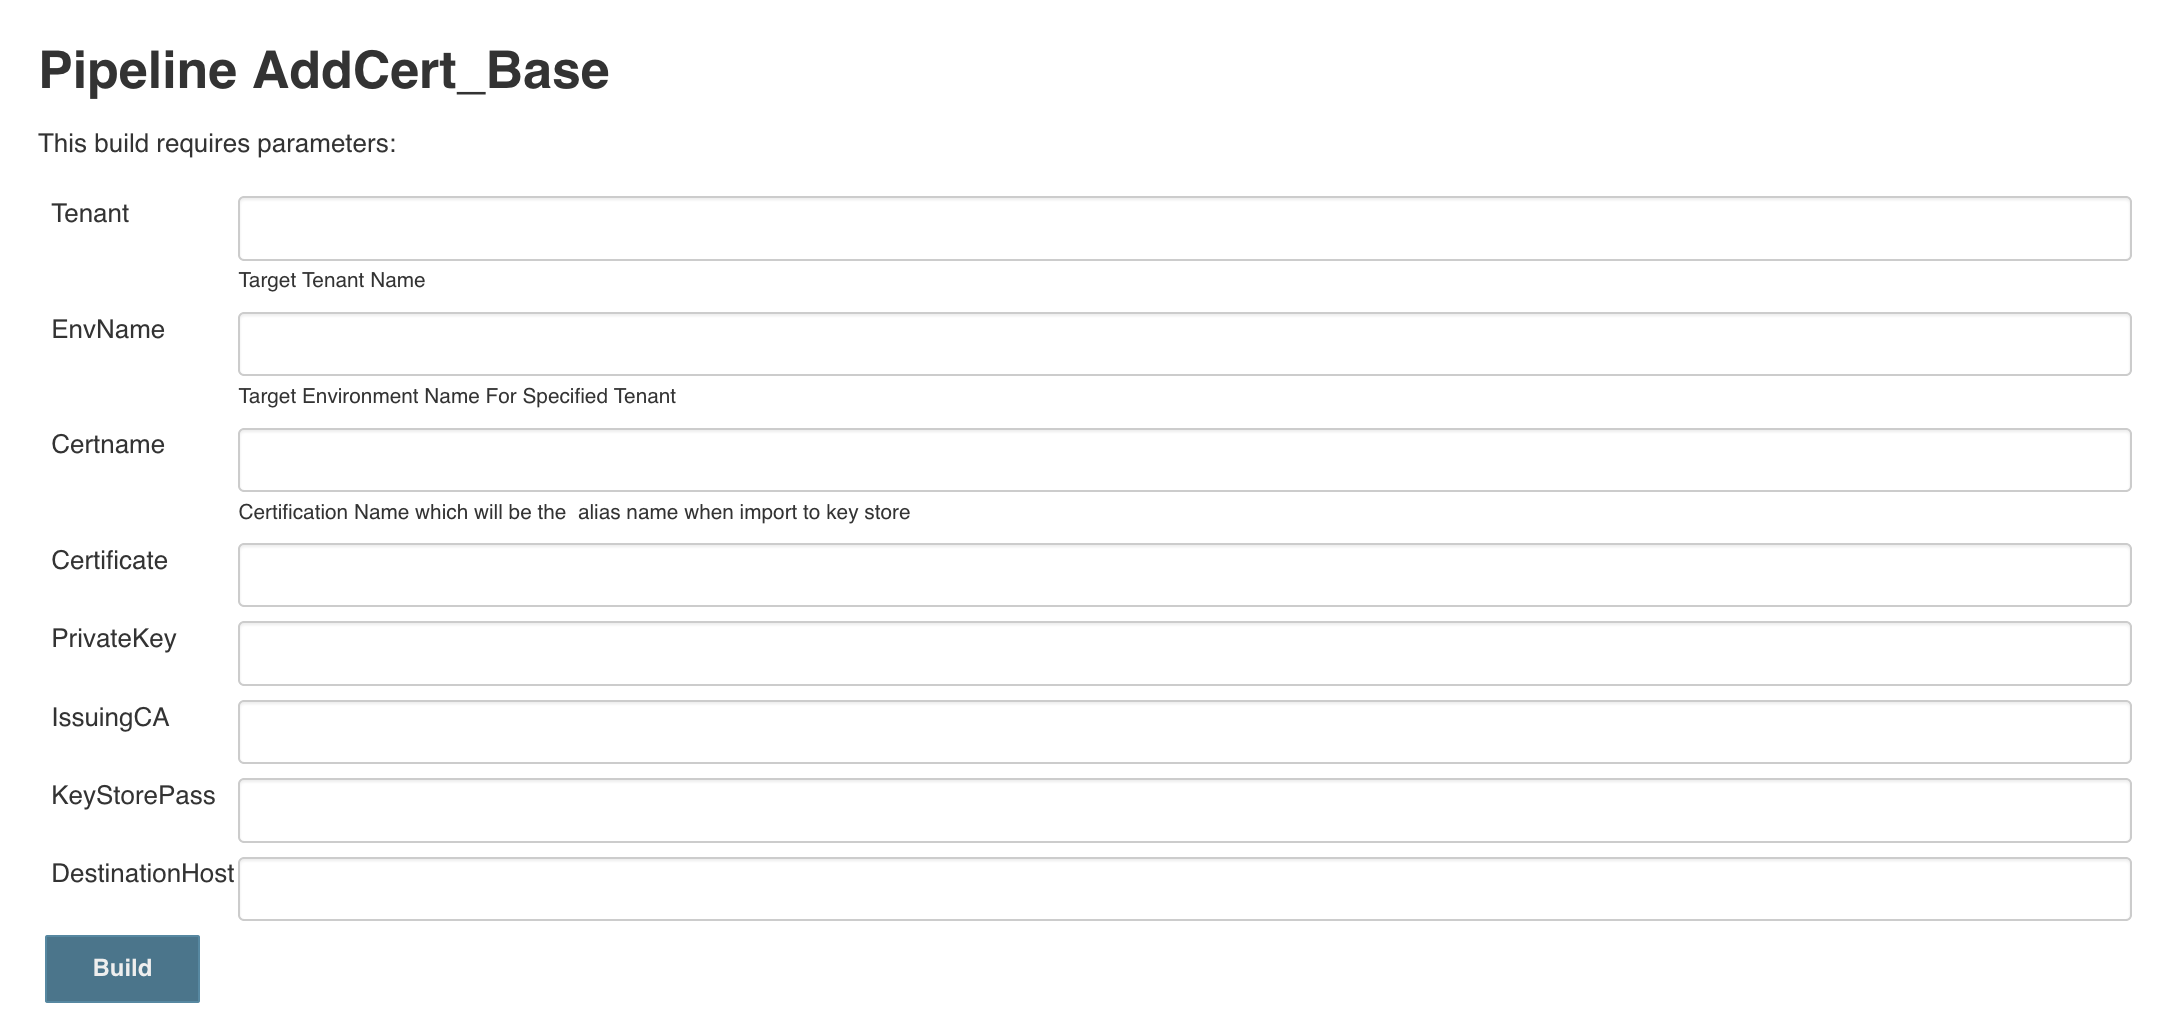 Pipeline AddCert_Base
This build requires parameters:
Tenant
Target Tenant Name
EnvName
Target Environment Name For Specified Tenant
Certname
Certification Name which will be the  alias name when import to key store
Certificate
PrivateKey
IssuingCA
KeyStorePass
DestinationHost
Build